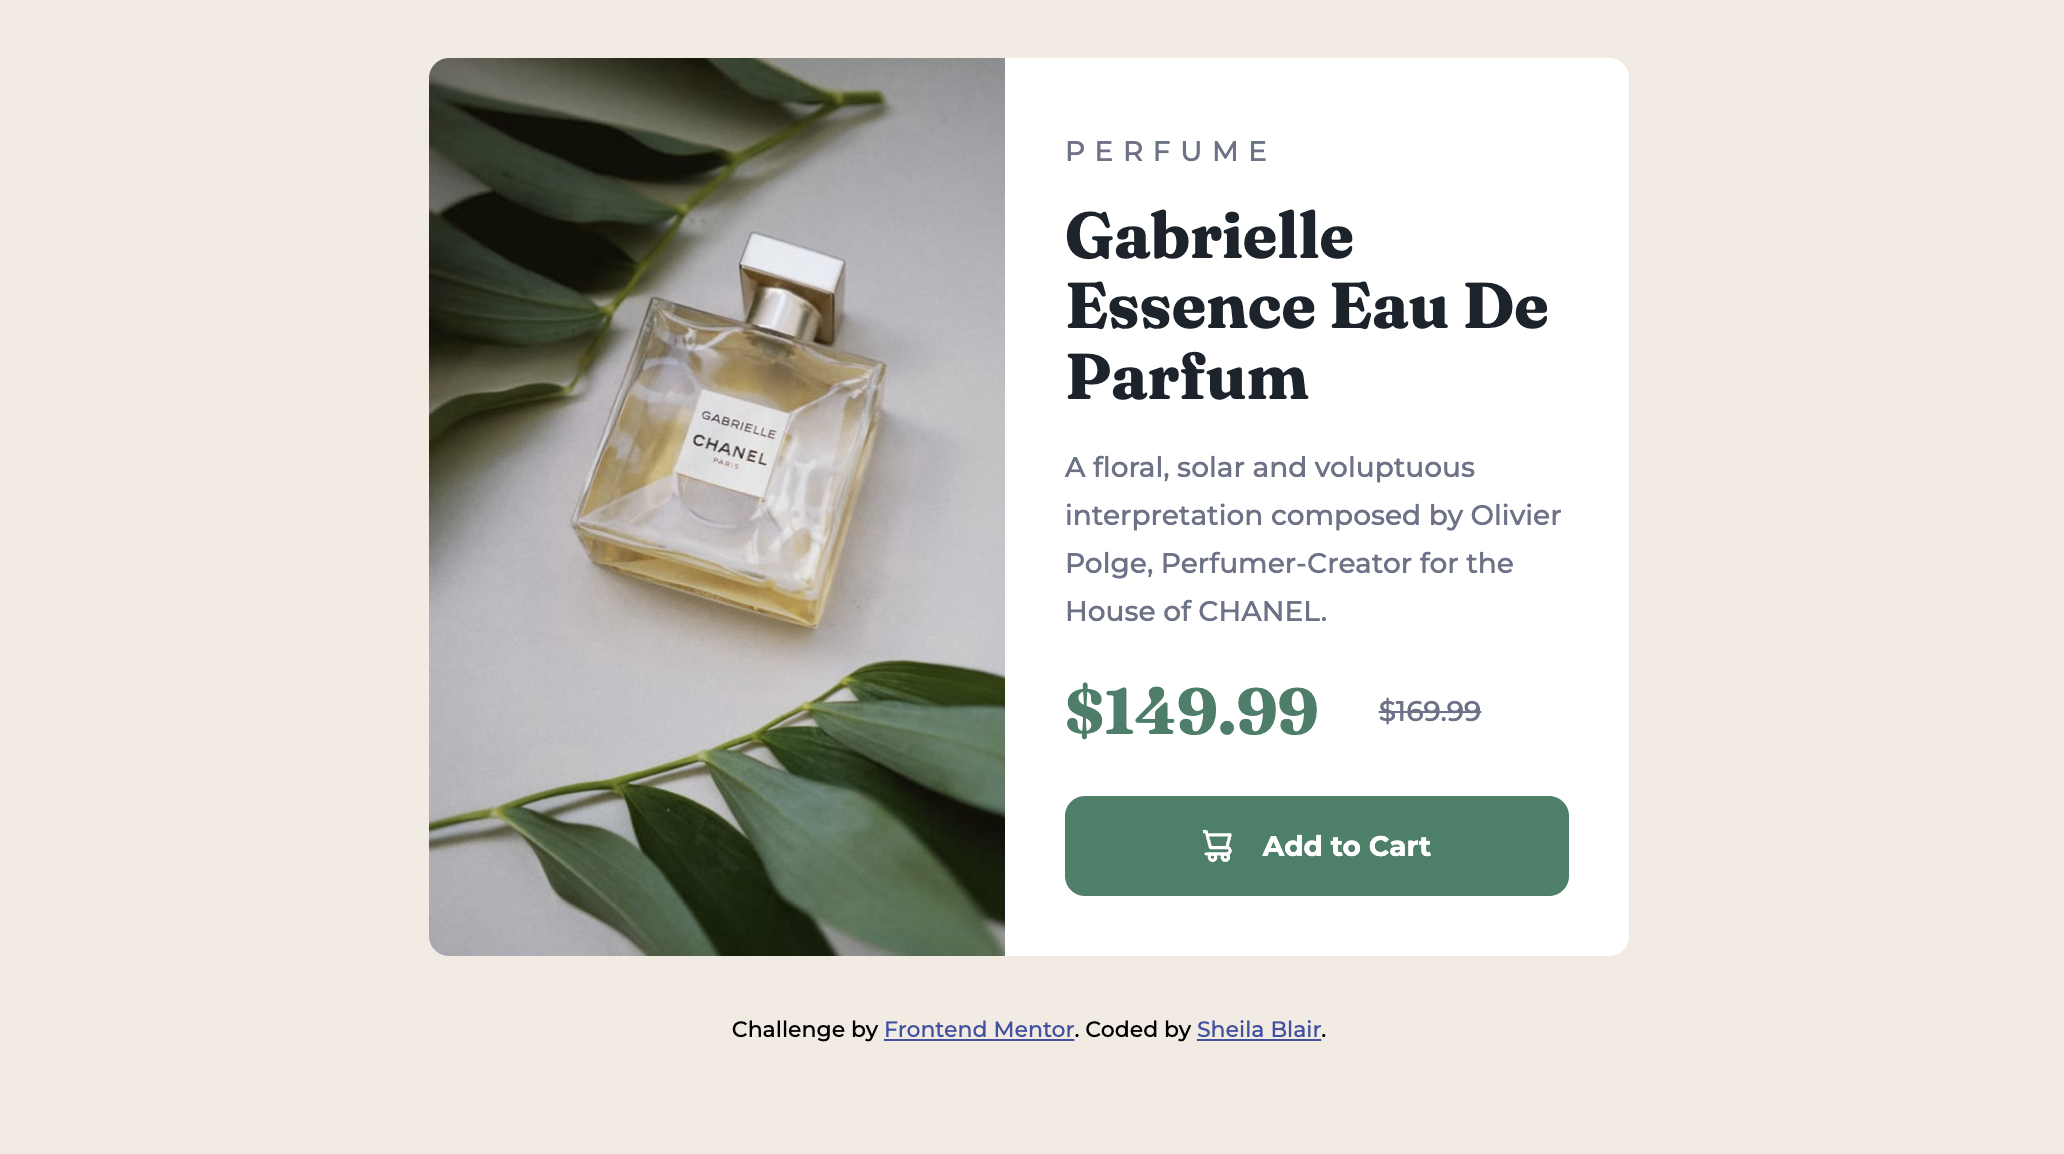 GABRIELLE
CHANEL
PARIS
PERFUME
Gabrielle
Essence Eau De
Parfum
A floral, solar and voluptuous
interpretation composed by Olivier
Polge, Perfumer-Creator for the
House of CHANEL.
$149.99 $169.99
Add to Cart
Challenge by Frontend Mentor. Coded by Sheila Blair.